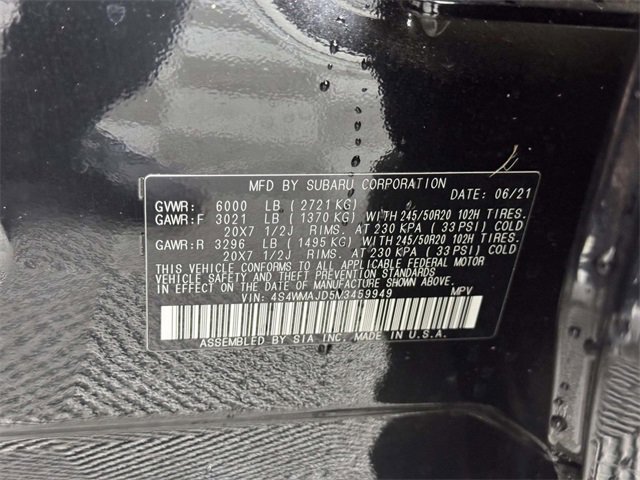 MFD BY SUBARU CORPORATION
DATE: 06/21
GVWR: 6000 LB ( 2721 KG)
GAWR:F 3021 LB ( 1370 KG) WITH 245/50R20 102H TIRES.
20X7 1/2J RIMS. AT 230 KPA ( 33 PSI) COLD
GAWR:R 3296 LB ( 1495 KG) WITH 245/50R20 102H TIRES.
20X7 1/2J RIMS. AT 230 KPA ( 33 PSI) COLD
THIS VEHICLE CONFORMS TO ALL APPLICABLE FEDERAL MOTOR
VEHICLE SAFETY AND THEFT PREVENTION STANDARDS
IN EFFECT ON THE DATE OF MANUFACTURE SHOWN ABOVE.
VIN: 4S4WMAJD5M3459949 MPV
ASSEMBLED BY SIA INC. MADE IN U.S.A.